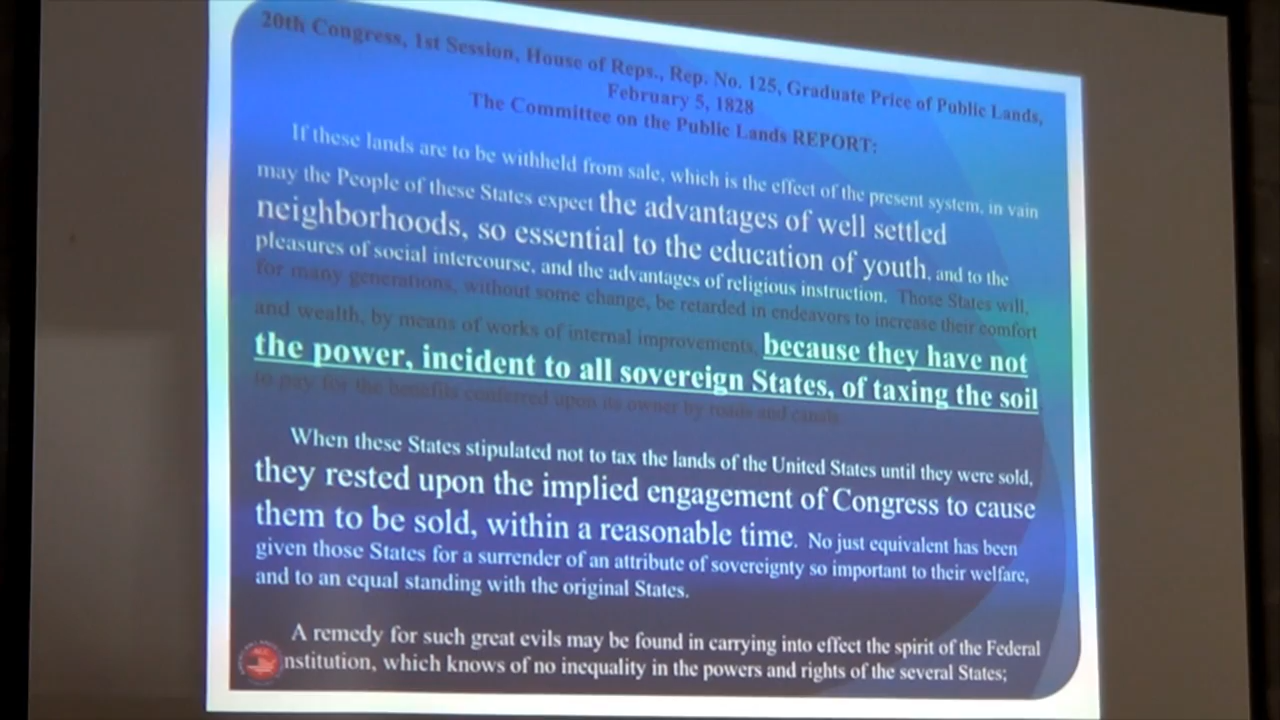 20th Congress, 1st Session, House of Reps., Rep. No. 125, Graduate Price of Public Lands,
February 5, 1828
The Committee on the Public Lands REPORT:
If these lands are to be withheld from sale, which is the effect of the present system, in vain
may the People of these States expect the advantages of well settled
neighborhoods, so essential to the education of youth, and to the
pleasures of social intercourse, and the advantages of religious instruction. Those States will,
for many generations, without some change, be retarded in endeavors to increase their comfort
and wealth, by means of works of internal improvements, because they have not
the power, incident to all sovereign States, of taxing the soil
to pay for the benefits conferred upon its owner by roads and canals.
When these States stipulated not to tax the lands of the United States until they were sold,
they rested upon the implied engagement of Congress to cause
them to be sold, within a reasonable time. No just equivalent has been
given those States for a surrender of an attribute of sovereignty so important to their welfare,
and to an equal standing with the original States.
A remedy for such great evils may be found in carrying into effect the spirit of the Federal
nstitution, which knows of no inequality in the powers and rights of the several States;